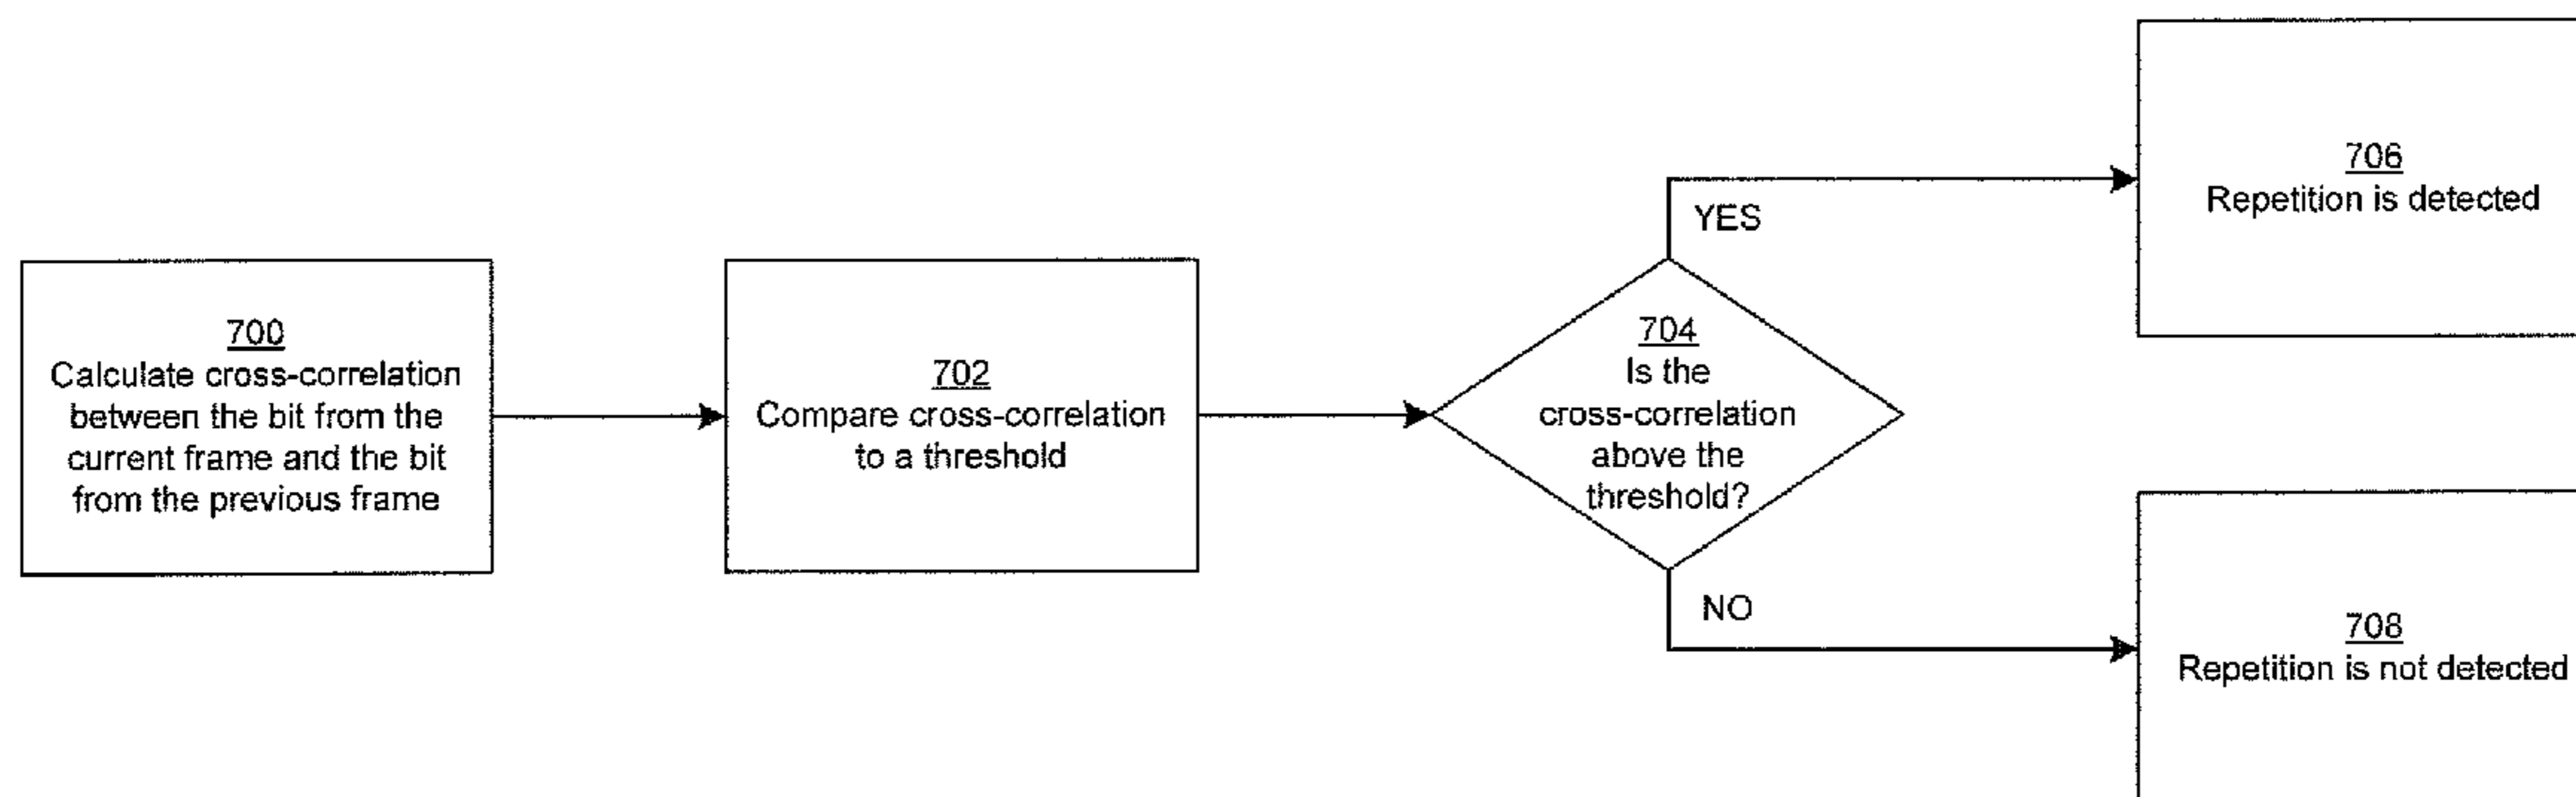 700
Calculate cross-correlation
between the bit from the
current frame and the bit
from the previous frame
702
Compare cross-correlation
to a threshold
704
Is the
cross-correlation
above the
threshold?
YES
706
Repetition is detected
NO
708
Repetition is not detected